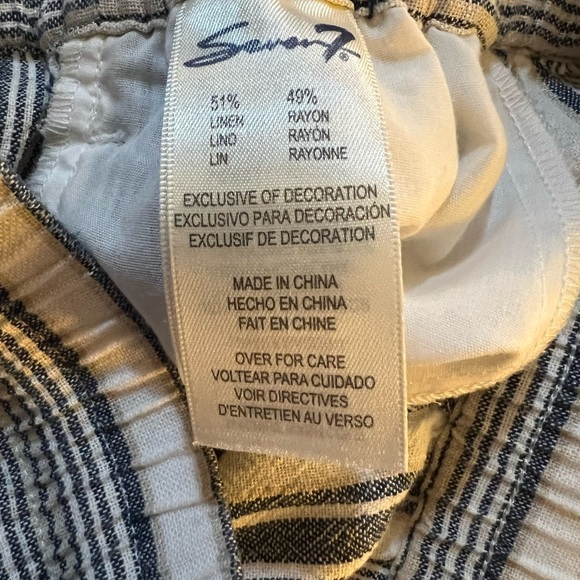 Seven7®
51% 49%
LINEN RAYON
LINO RAYÓN
LIN RAYONNE
EXCLUSIVE OF DECORATION
EXCLUSIVO PARA DECORACIÓN
EXCLUSIF DE DECORATION
MADE IN CHINA
HECHO EN CHINA
FAIT EN CHINE
OVER FOR CARE
VOLTEAR PARA CUIDADO
VOIR DIRECTIVES
D'ENTRETIEN AU VERSO